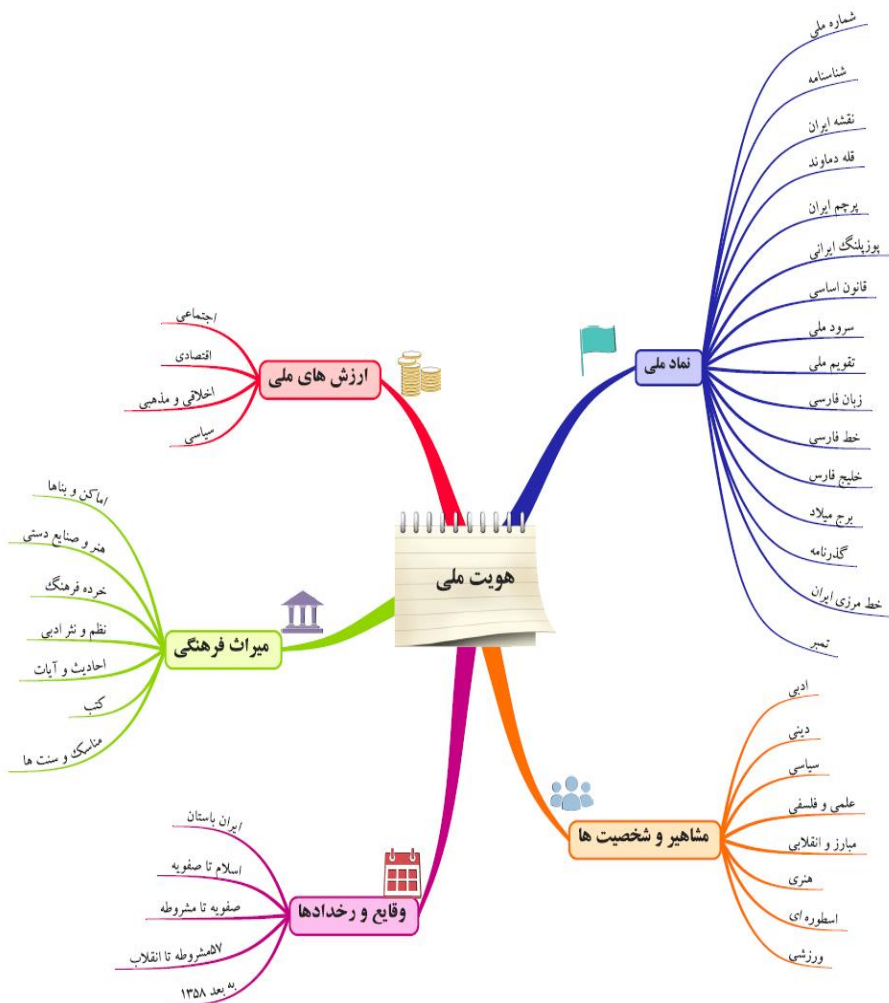 هویت ملی
نماد ملی
شماره ملی
شناسنامه
نقشه ایران
قله دماوند
پرچم ایران
یوزپلنگ ایرانی
قانون اساسی
سرود ملی
تقویم ملی
زبان فارسی
خط فارسی
خلیج فارس
برج میلاد
گذرنامه
خط مرزی ایران
تمبر
مشاهیر و شخصیت ها
ادبی
دینی
سیاسی
علمی و فلسفی
مبارز و انقلابی
هنری
اسطوره ای
ورزشی
ارزش های ملی
اجتماعی
اقتصادی
اخلاقی و مذهبی
سیاسی
میراث فرهنگی
اماکن و بناها
هنر و صنایع دستی
خرده فرهنگ
نظم و نثر ادبی
احادیث و آیات
کتب
مناسک و سنت ها
وقایع و رخدادها
ایران باستان
اسلام تا صفویه
صفویه تا مشروطه
۵۷مشروطه تا انقلاب
به بعد ۱۳۵۸